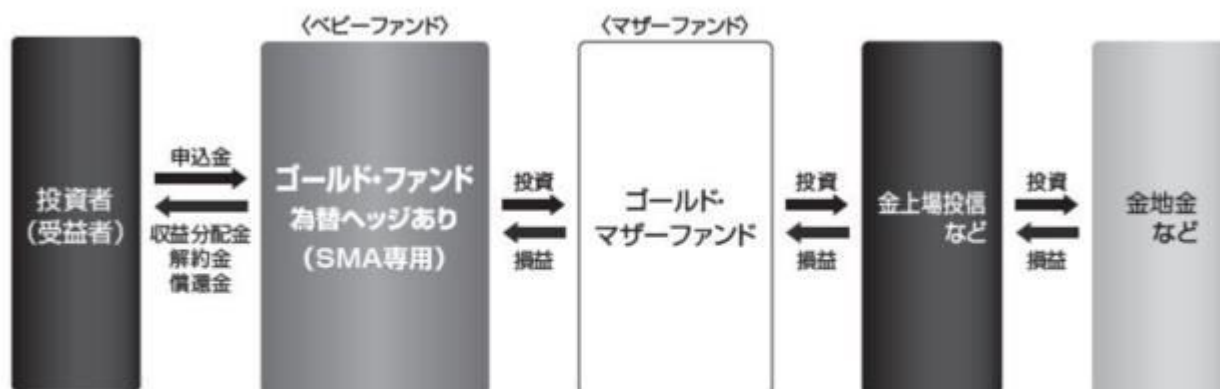 〈ベビーファンド〉
〈マザーファンド〉
投資者
(受益者)
申込金
収益分配金
解約金
償還金
ゴールド・ファンド
為替ヘッジあり
(SMA専用)
投資
損益
ゴールド・
マザーファンド
投資
損益
金上場投信
など
投資
損益
金地金
など